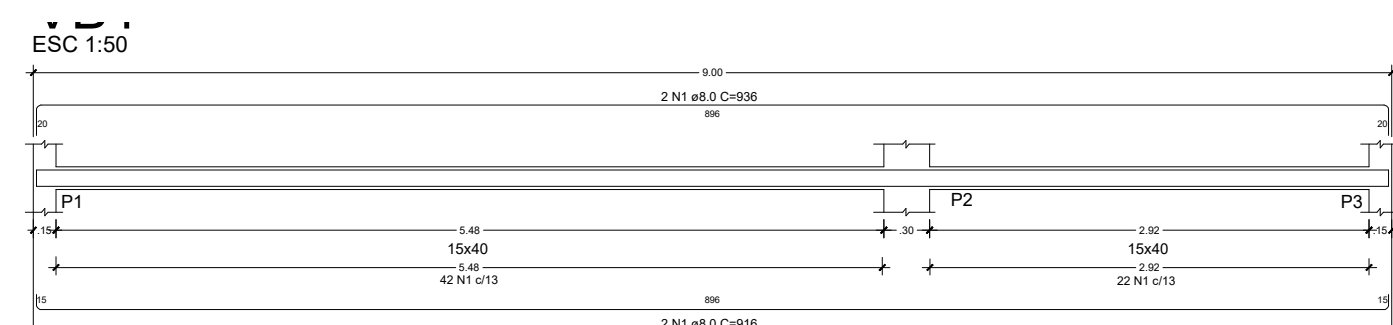 ESC 1:50
9.00
2 N1 ø8.0 C=936
896
20 20
P1 P2 P3
.15 5.48 .30 2.92 .15
15x40 15x40
5.48 2.92
42 N1 c/13 22 N1 c/13
15 896 15
2 N1 ø8.0 C=916